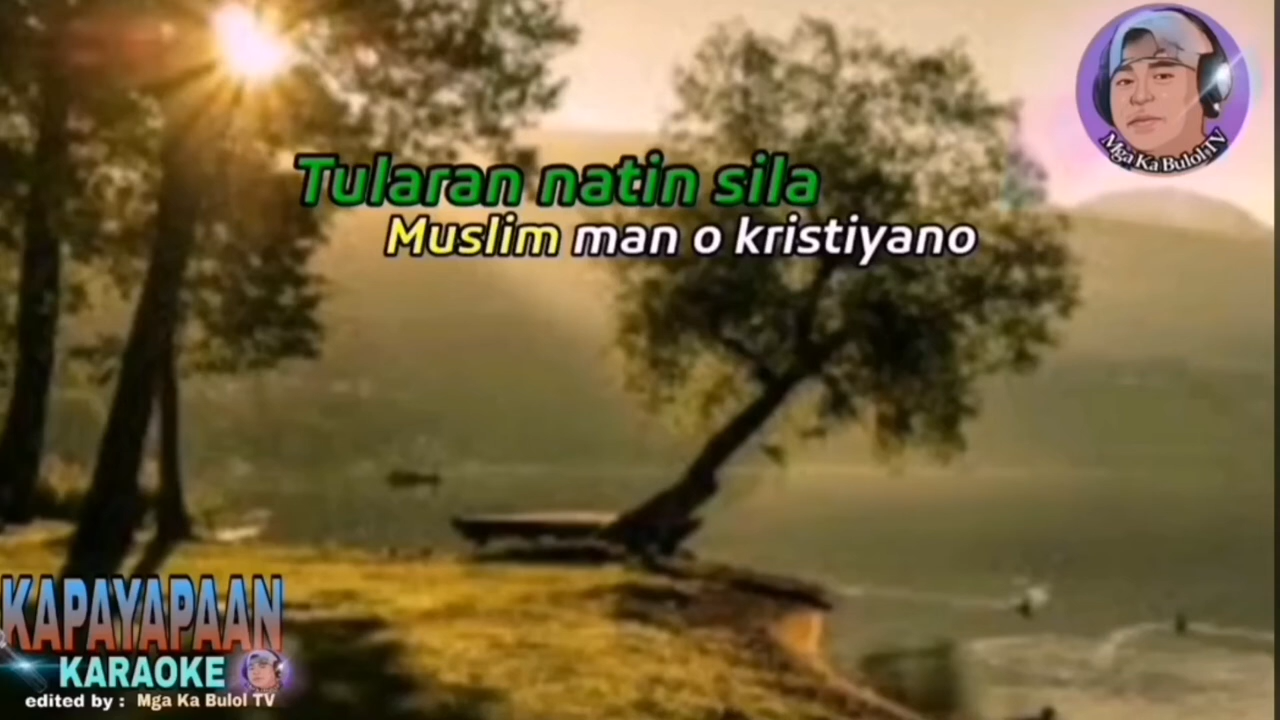 Mga Ka Bulol TV
Tularan natin sila
Muslim man o kristiyano
KAPAYAPAAN
KARAOKE
edited by : Mga Ka Bulol TV